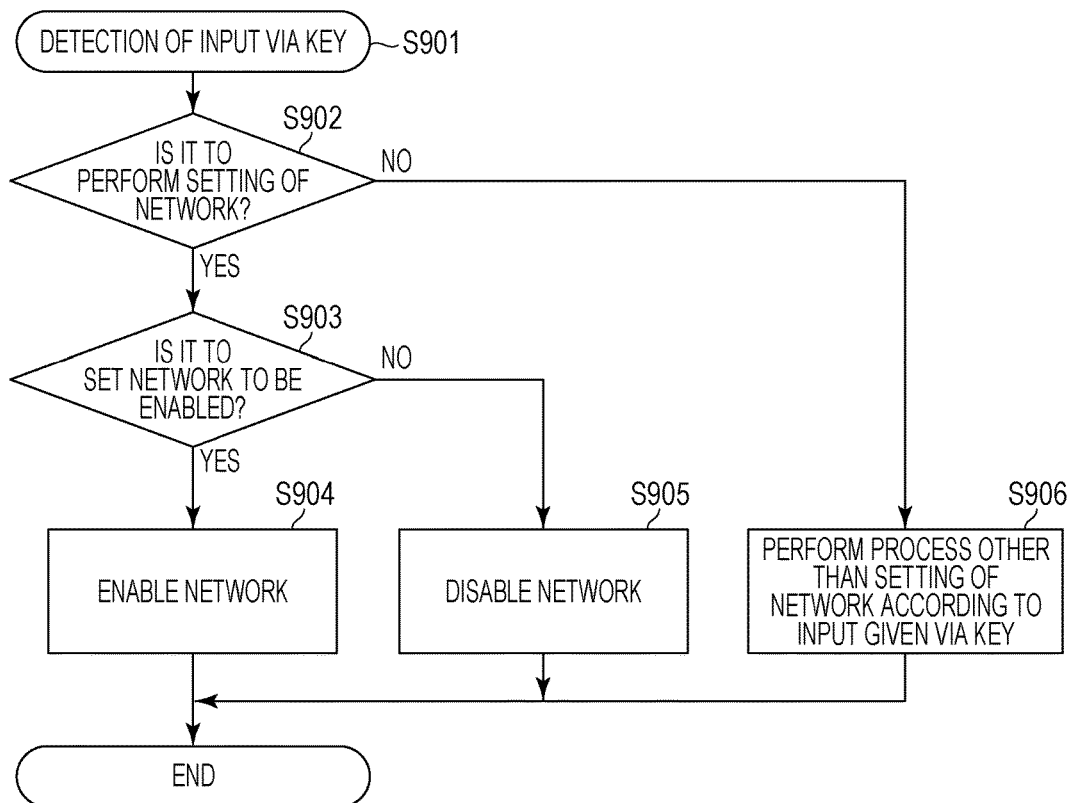 DETECTION OF INPUT VIA KEY
S901
S902
IS IT TO
PERFORM SETTING OF
NETWORK?
NO
YES
S903
IS IT TO
SET NETWORK TO BE
ENABLED?
NO
YES
S904
ENABLE NETWORK
S905
DISABLE NETWORK
S906
PERFORM PROCESS OTHER
THAN SETTING OF
NETWORK ACCORDING TO
INPUT GIVEN VIA KEY
END